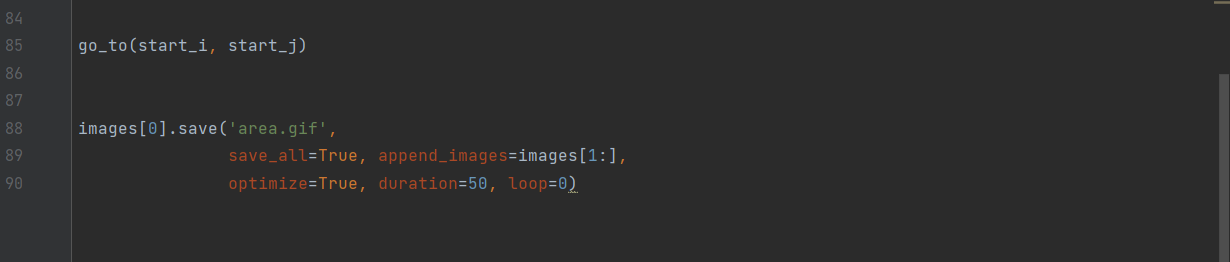 84
85 go_to(start_i, start_j)
86
87
88 images[0].save('area.gif',
89 save_all=True, append_images=images[1:],
90 optimize=True, duration=50, loop=0)